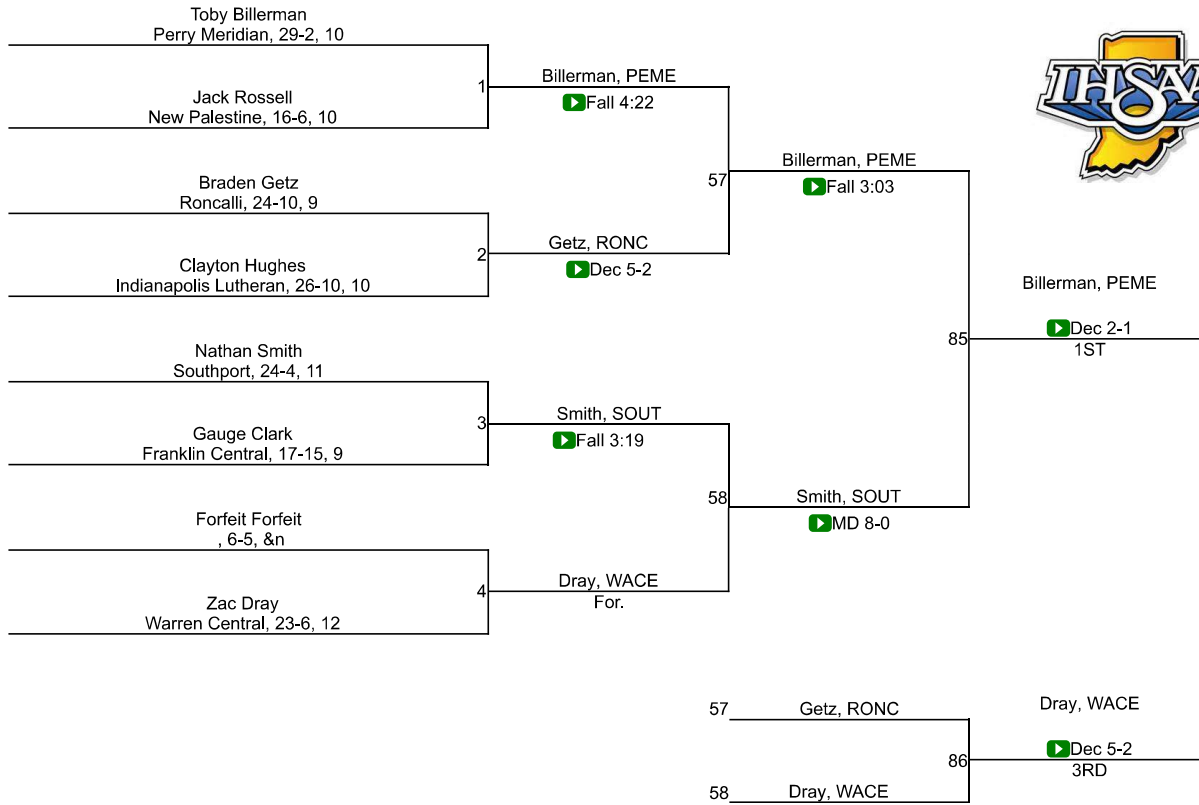 Toby Billerman
Perry Meridian, 29-2, 10
Jack Rossell
New Palestine, 16-6, 10
Braden Getz
Roncalli, 24-10, 9
Clayton Hughes
Indianapolis Lutheran, 26-10, 10
Nathan Smith
Southport, 24-4, 11
Gauge Clark
Franklin Central, 17-15, 9
Forfeit Forfeit
, 6-5, &n
Zac Dray
Warren Central, 23-6, 12
1
Billerman, PEME
Fall 4:22
2
Getz, RONC
Dec 5-2
3
Smith, SOUT
Fall 3:19
4
Dray, WACE
For.
57
Billerman, PEME
Fall 3:03
58
Smith, SOUT
MD 8-0
85
Billerman, PEME
Dec 2-1
1ST
57
Getz, RONC
58
Dray, WACE
86
Dray, WACE
Dec 5-2
3RD
IHSAA